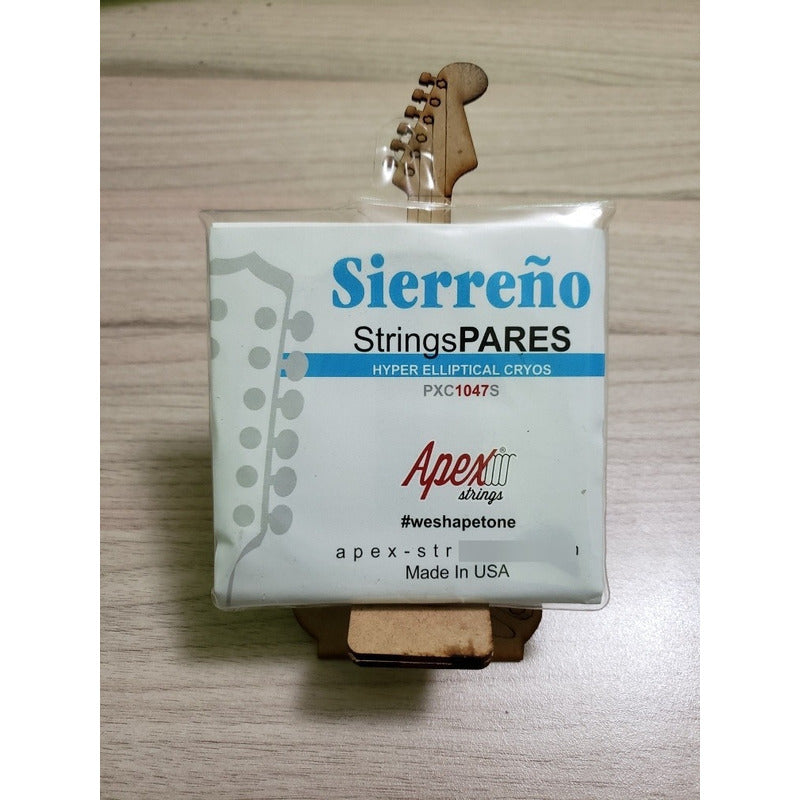 Sierreño
StringsPARES
HYPER ELLIPTICAL CRYOS
PXC1047S
Apex®
strings
#weshapetone
apex-str
Made In USA